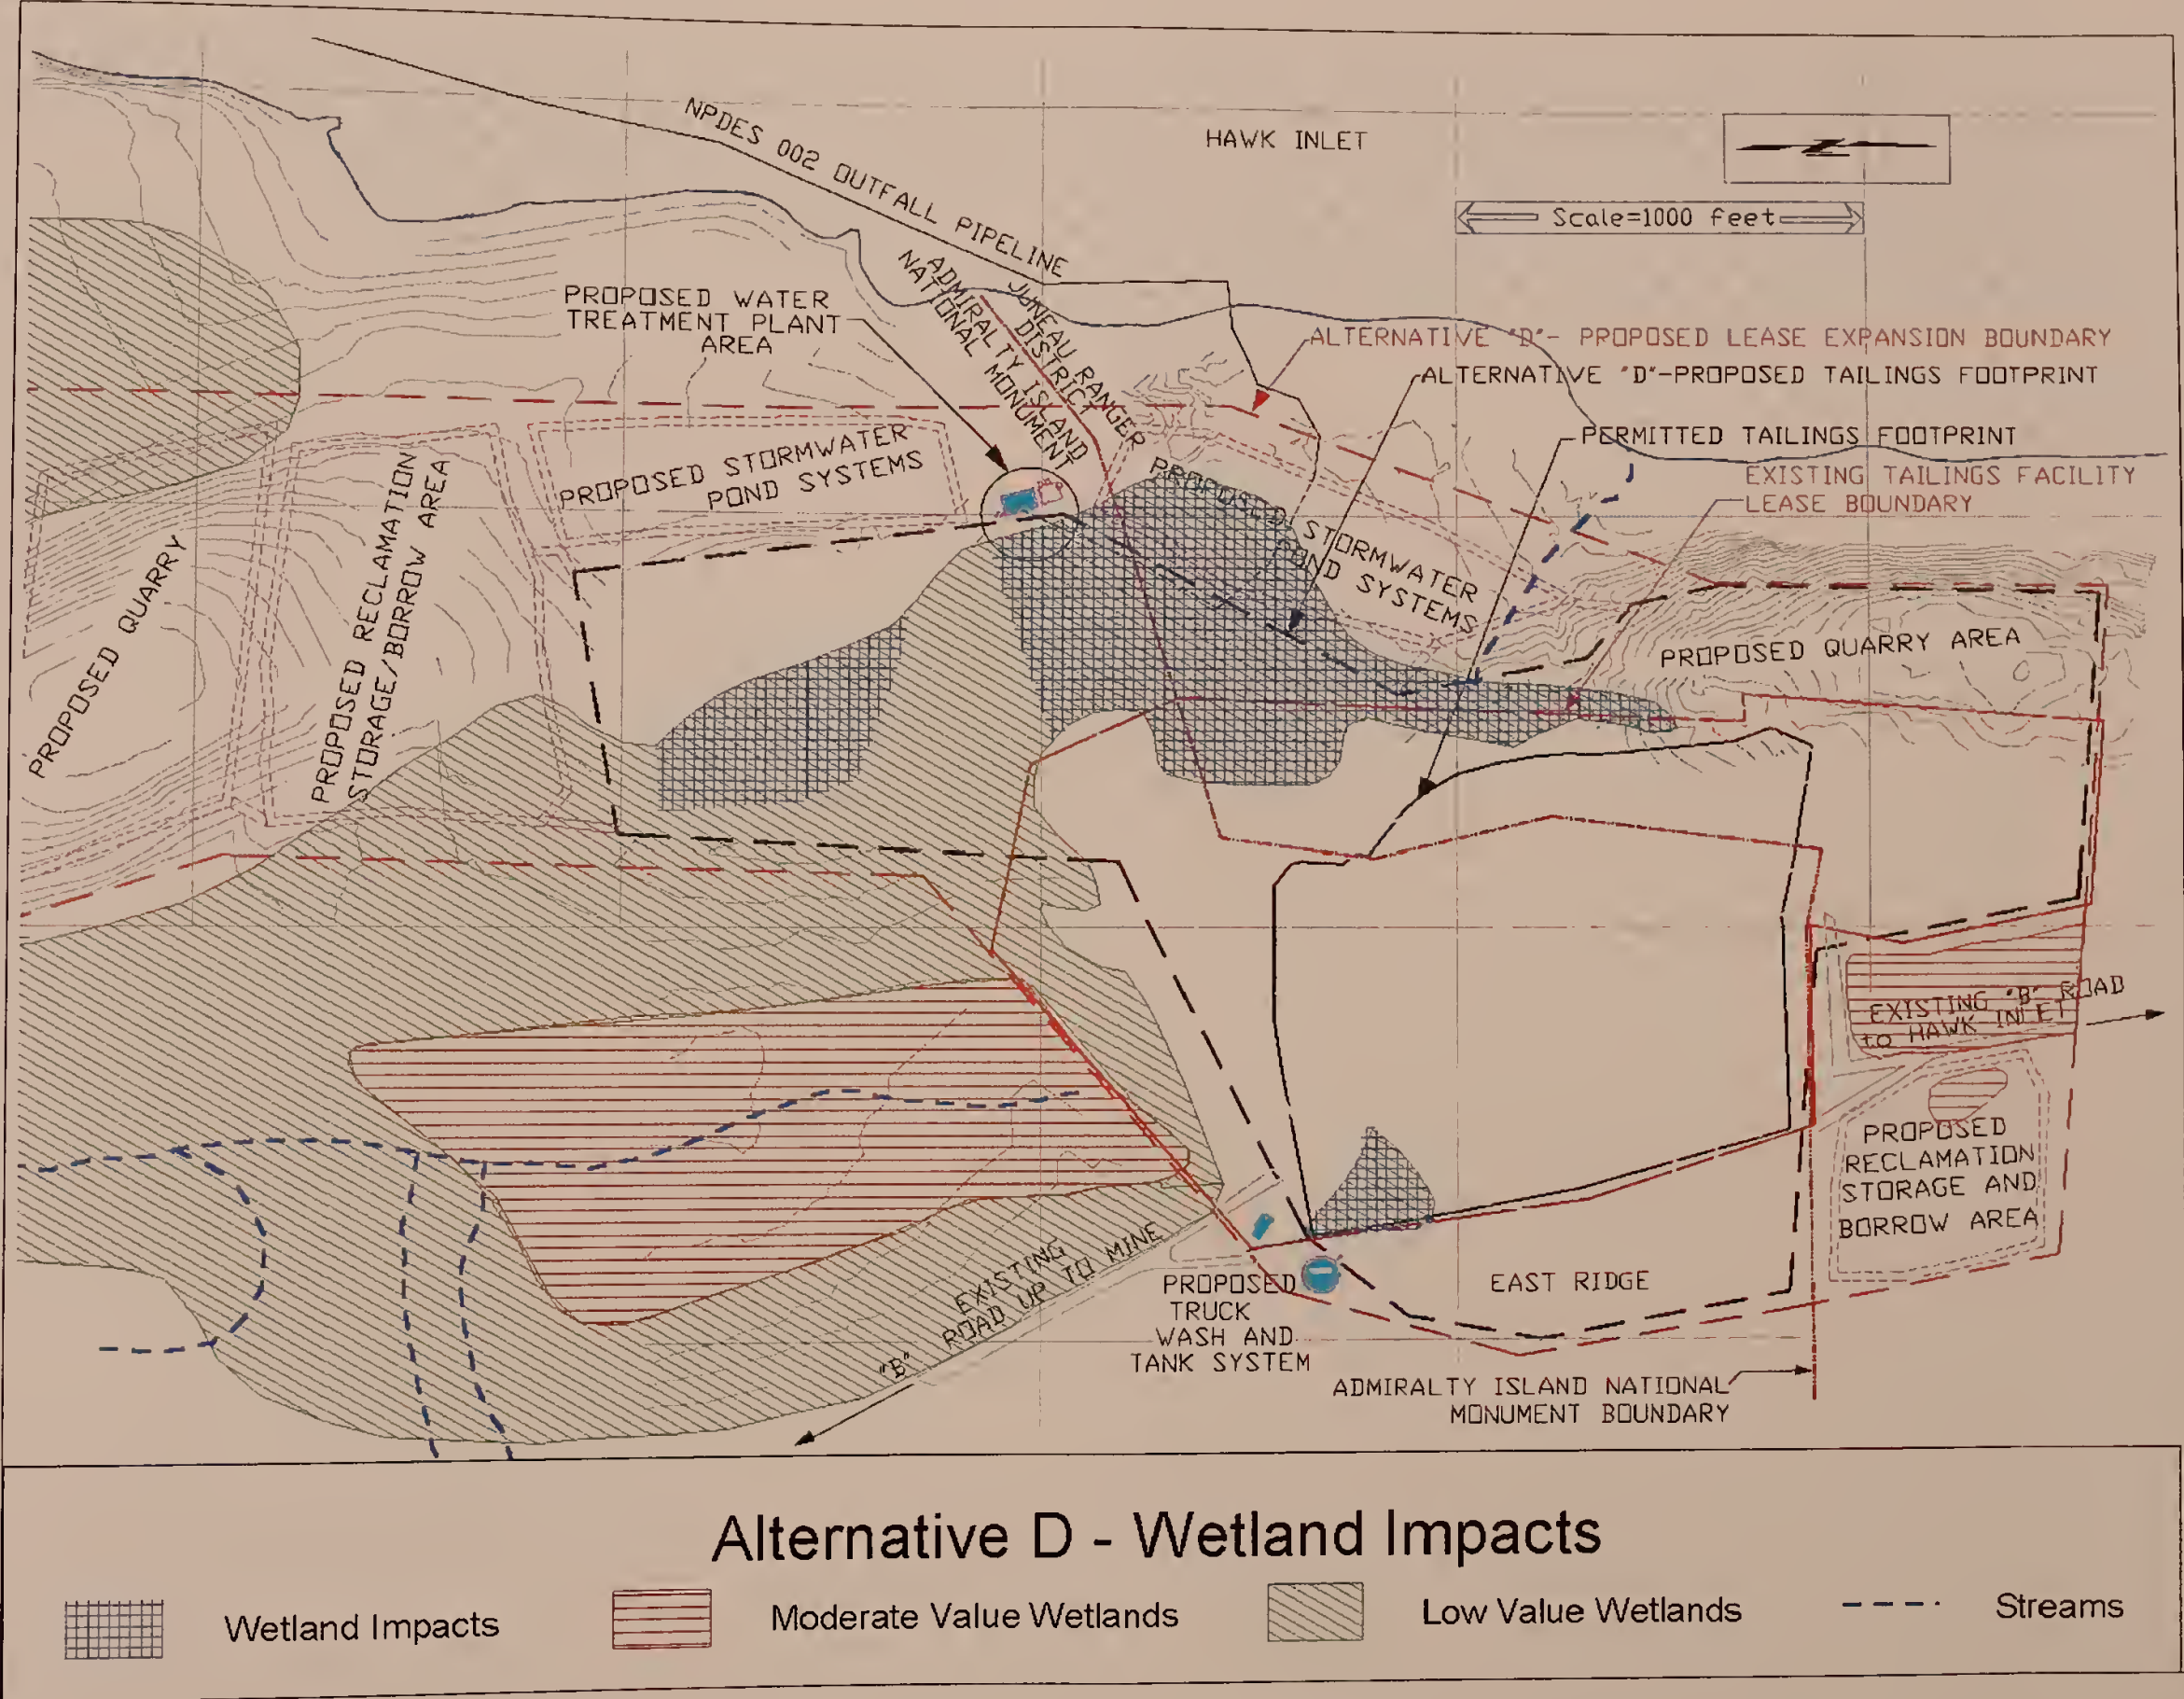 HAWK INLET
NPDES 002 OUTFALL PIPELINE
Scale=1000 feet
PROPOSED WATER
TREATMENT PLANT
AREA
ADMIRALTY ISLAND
NATIONAL MONUMENT
JUNEAU RANGER
DISTRICT
ALTERNATIVE "D"- PROPOSED LEASE EXPANSION BOUNDARY
ALTERNATIVE "D"-PROPOSED TAILINGS FOOTPRINT
PERMITTED TAILINGS FOOTPRINT
EXISTING TAILINGS FACILITY
LEASE BOUNDARY
PROPOSED STORMWATER
POND SYSTEMS
PROPOSED STORMWATER
POND SYSTEMS
PROPOSED QUARRY
PROPOSED RECLAMATION
STORAGE/BORROW AREA
PROPOSED QUARRY AREA
EXISTING "B" ROAD
to HAWK INLET
PROPOSED
RECLAMATION
STORAGE AND
BORROW AREA
EXISTING
"B" ROAD UP TO MINE
PROPOSED
TRUCK
WASH AND
TANK SYSTEM
EAST RIDGE
ADMIRALTY ISLAND NATIONAL
MONUMENT BOUNDARY
Alternative D - Wetland Impacts
Wetland Impacts
Moderate Value Wetlands
Low Value Wetlands
Streams